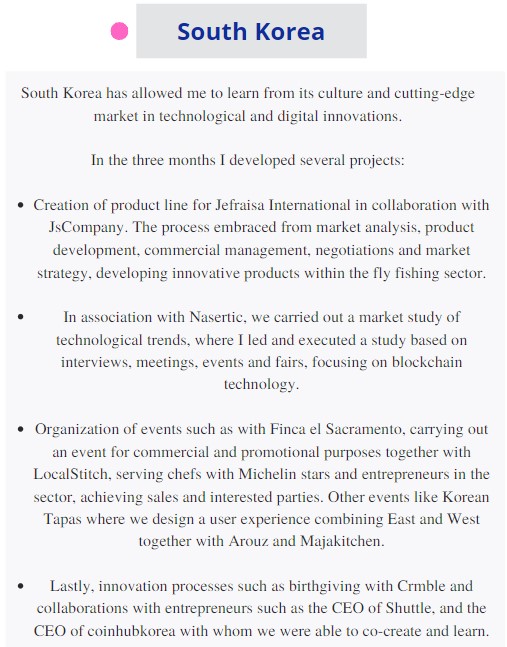 South Korea
South Korea has allowed me to learn from its culture and cutting-edge
market in technological and digital innovations.
In the three months I developed several projects:
• Creation of product line for Jefraisa International in collaboration with
JsCompany. The process embraced from market analysis, product
development, commercial management, negotiations and market
strategy, developing innovative products within the fly fishing sector.
• In association with Nasertic, we carried out a market study of
technological trends, where I led and executed a study based on
interviews, meetings, events and fairs, focusing on blockchain
technology.
• Organization of events such as with Finca el Sacramento, carrying out
an event for commercial and promotional purposes together with
LocalStitch, serving chefs with Michelin stars and entrepreneurs in the
sector, achieving sales and interested parties. Other events like Korean
Tapas where we design a user experience combining East and West
together with Arouz and Majakitchen.
• Lastly, innovation processes such as birthgiving with Crmble and
collaborations with entrepreneurs such as the CEO of Shuttle, and the
CEO of coinhubkorea with whom we were able to co-create and learn.